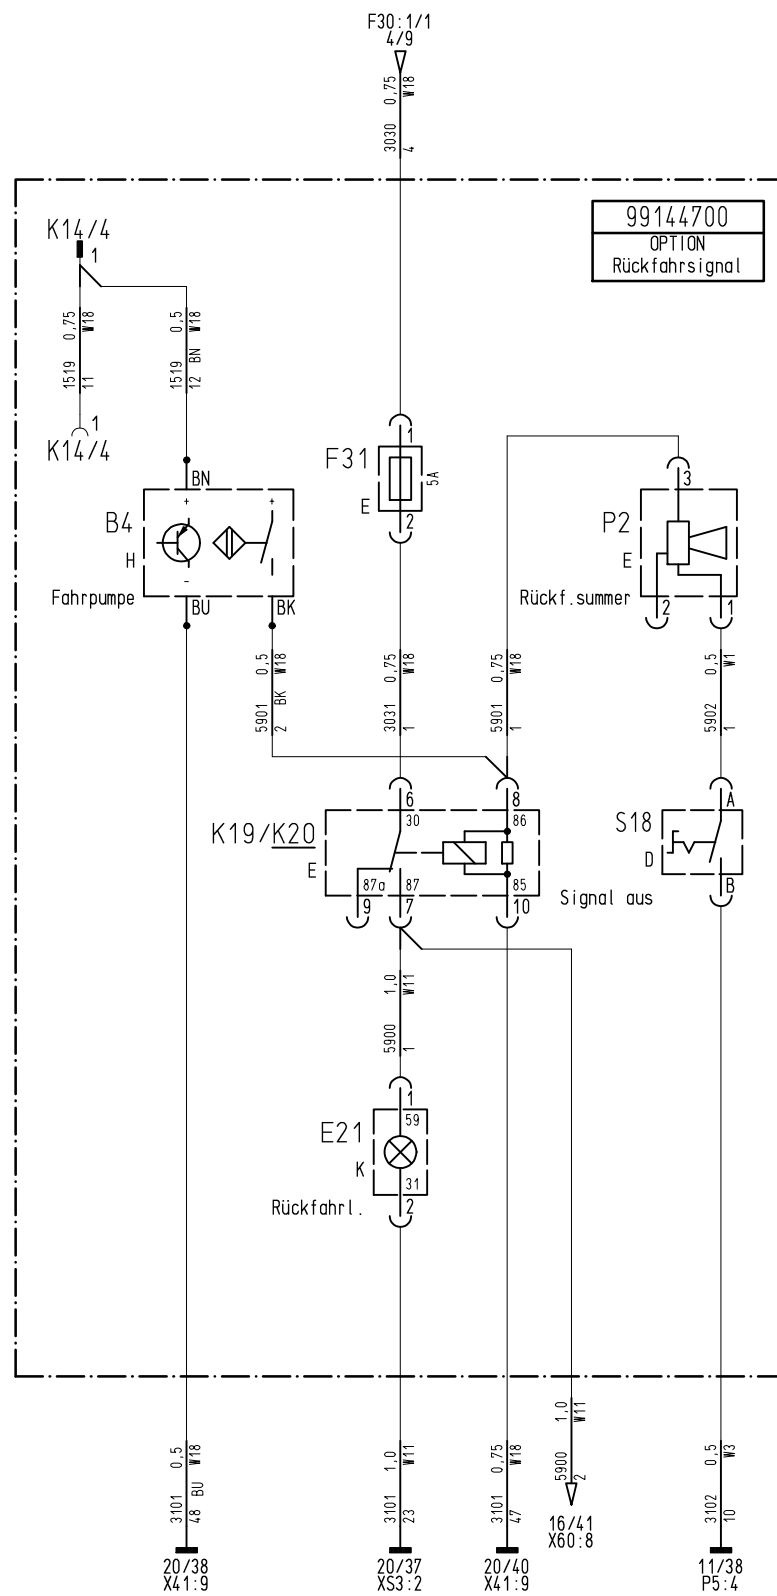 F30:1/1
4/9
0,75
W18
3030
4
99144700
OPTION
Rückfahrsignal
K14/4
1
0,75
W18
1519
11
0,5
W18
1519
12
BN
1
K14/4
1
F31
5A
E
2
BN
+
+
B4
H
-
Fahrpumpe
BU
BK
3
P2
E
Rückf.summer
2
1
0,5
W18
5901
2
BK
0,75
W18
3031
1
0,75
W18
5901
1
0,5
W1
5902
1
6
8
A
30
86
K19/K20
E
S18
D
87a
87
85
B
9
7
10
Signal aus
1,0
W11
5900
1
1
59
E21
K
31
Rückfahrl.
2
0,5
W18
3101
48
BU
1,0
W11
3101
23
0,75
W18
3101
47
1,0
W11
5900
2
0,5
W3
3102
10
16/41
X60:8
20/38
X41:9
20/37
XS3:2
20/40
X41:9
11/38
P5:4